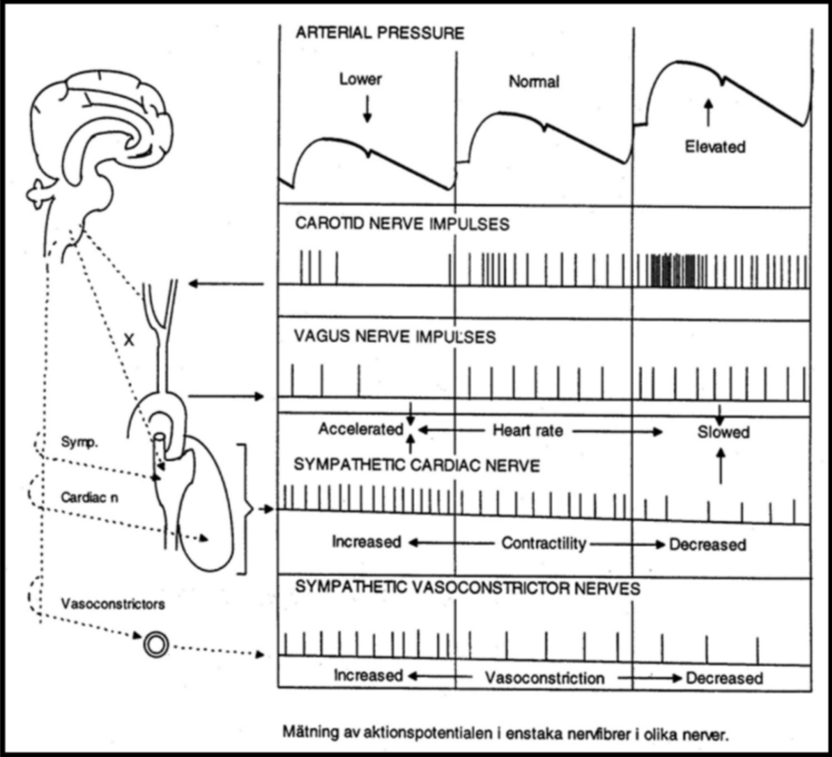 ARTERIAL PRESSURE
Lower
Normal
Elevated
CAROTID NERVE IMPULSES
X
VAGUS NERVE IMPULSES
Accelerated
Heart rate
Slowed
Symp.
SYMPATHETIC CARDIAC NERVE
Cardiac n
Increased
Contractility
Decreased
SYMPATHETIC VASOCONSTRICTOR NERVES
Vasoconstrictors
Increased
Vasoconstriction
Decreased
Mätning av aktionspotentialen i enstaka nervfibrer i olika nerver.